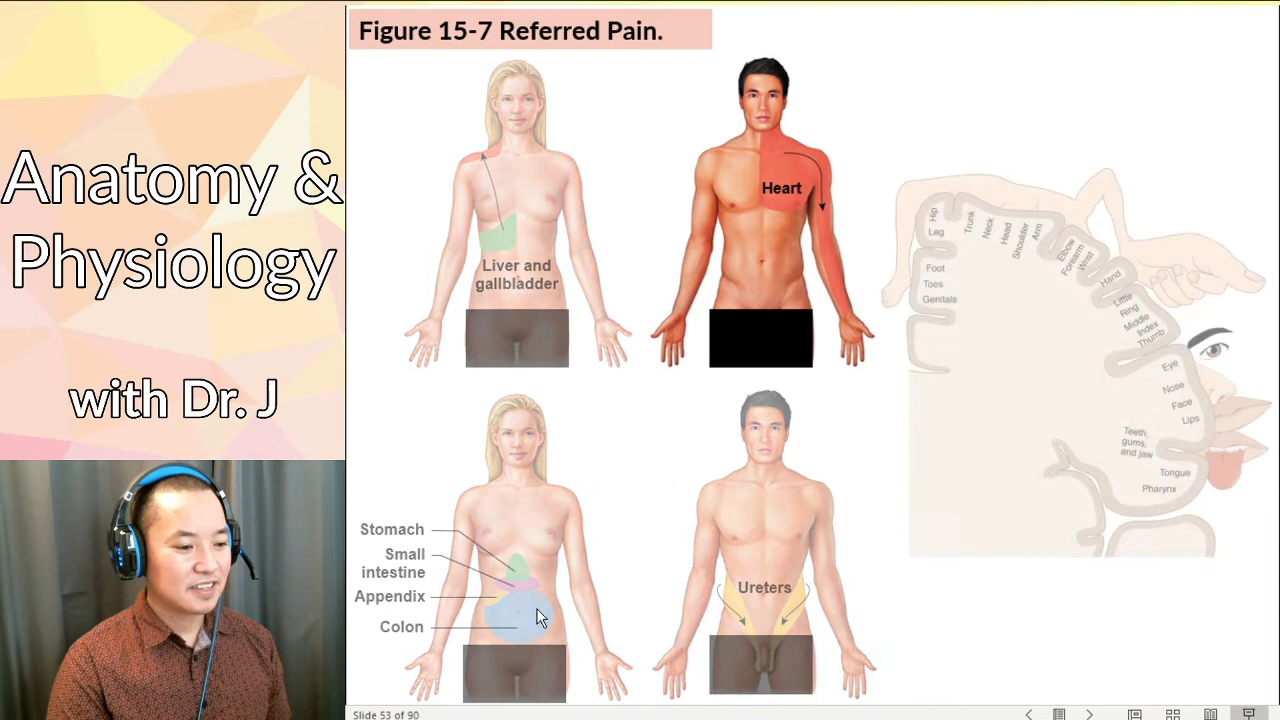 Anatomy &
Physiology
with Dr. J
Figure 15-7 Referred Pain.
Liver and
gallbladder
Heart
Stomach
Small
intestine
Appendix
Colon
Ureters
Hip
Leg
Trunk
Neck
Head
Shoulder
Arm
Elbow
Forearm
Wrist
Hand
Little
Ring
Middle
Index
Thumb
Foot
Toes
Genitals
Eye
Nose
Face
Lips
Teeth,
gums,
and jaw
Tongue
Pharynx
Slide 53 of 90